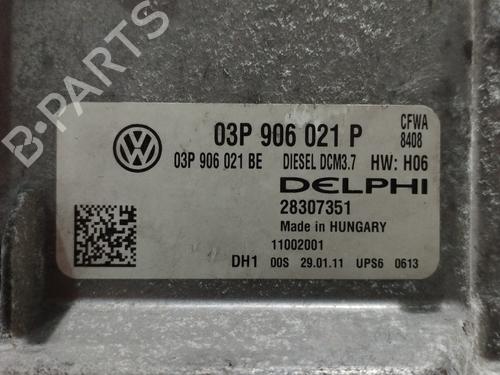 B-PARTS
03P 906 021 P
CFWA
8408
03P 906 021 BE DIESEL DCM3.7 HW: H06
DELPHI
28307351
Made in HUNGARY
11002001
DH1 00S 29.01.11 UPS6 0613
B-PARTS